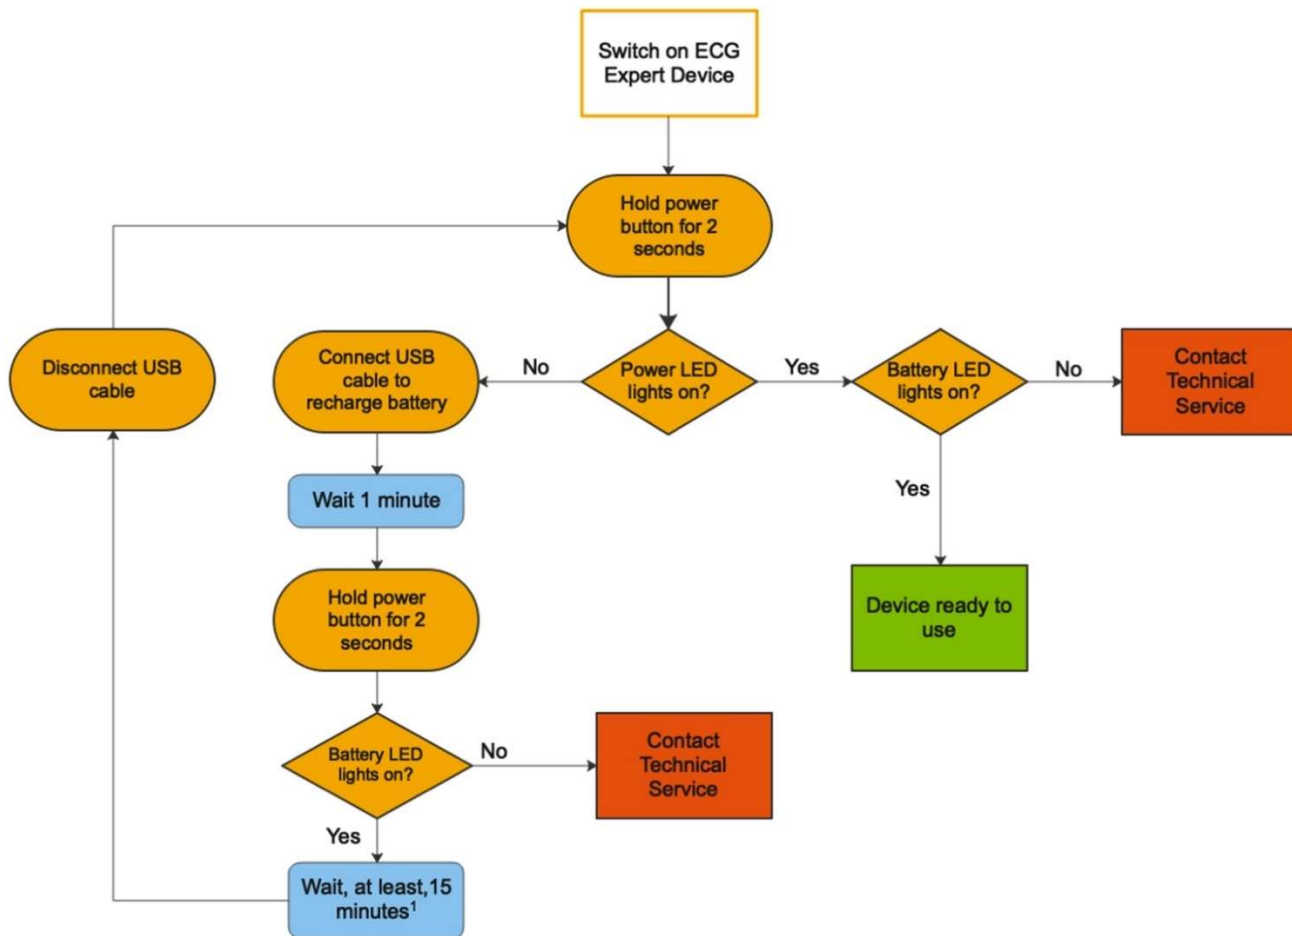 Switch on ECG
Expert Device
Hold power
button for 2
seconds
Disconnect USB
cable
Connect USB
cable to
recharge battery
No
Power LED
lights on?
Yes
Battery LED
lights on?
No
Contact
Technical
Service
Wait 1 minute
Yes
Hold power
button for 2
seconds
Device ready to
use
Battery LED
lights on?
No
Contact
Technical
Service
Yes
Wait, at least,15
minutes¹